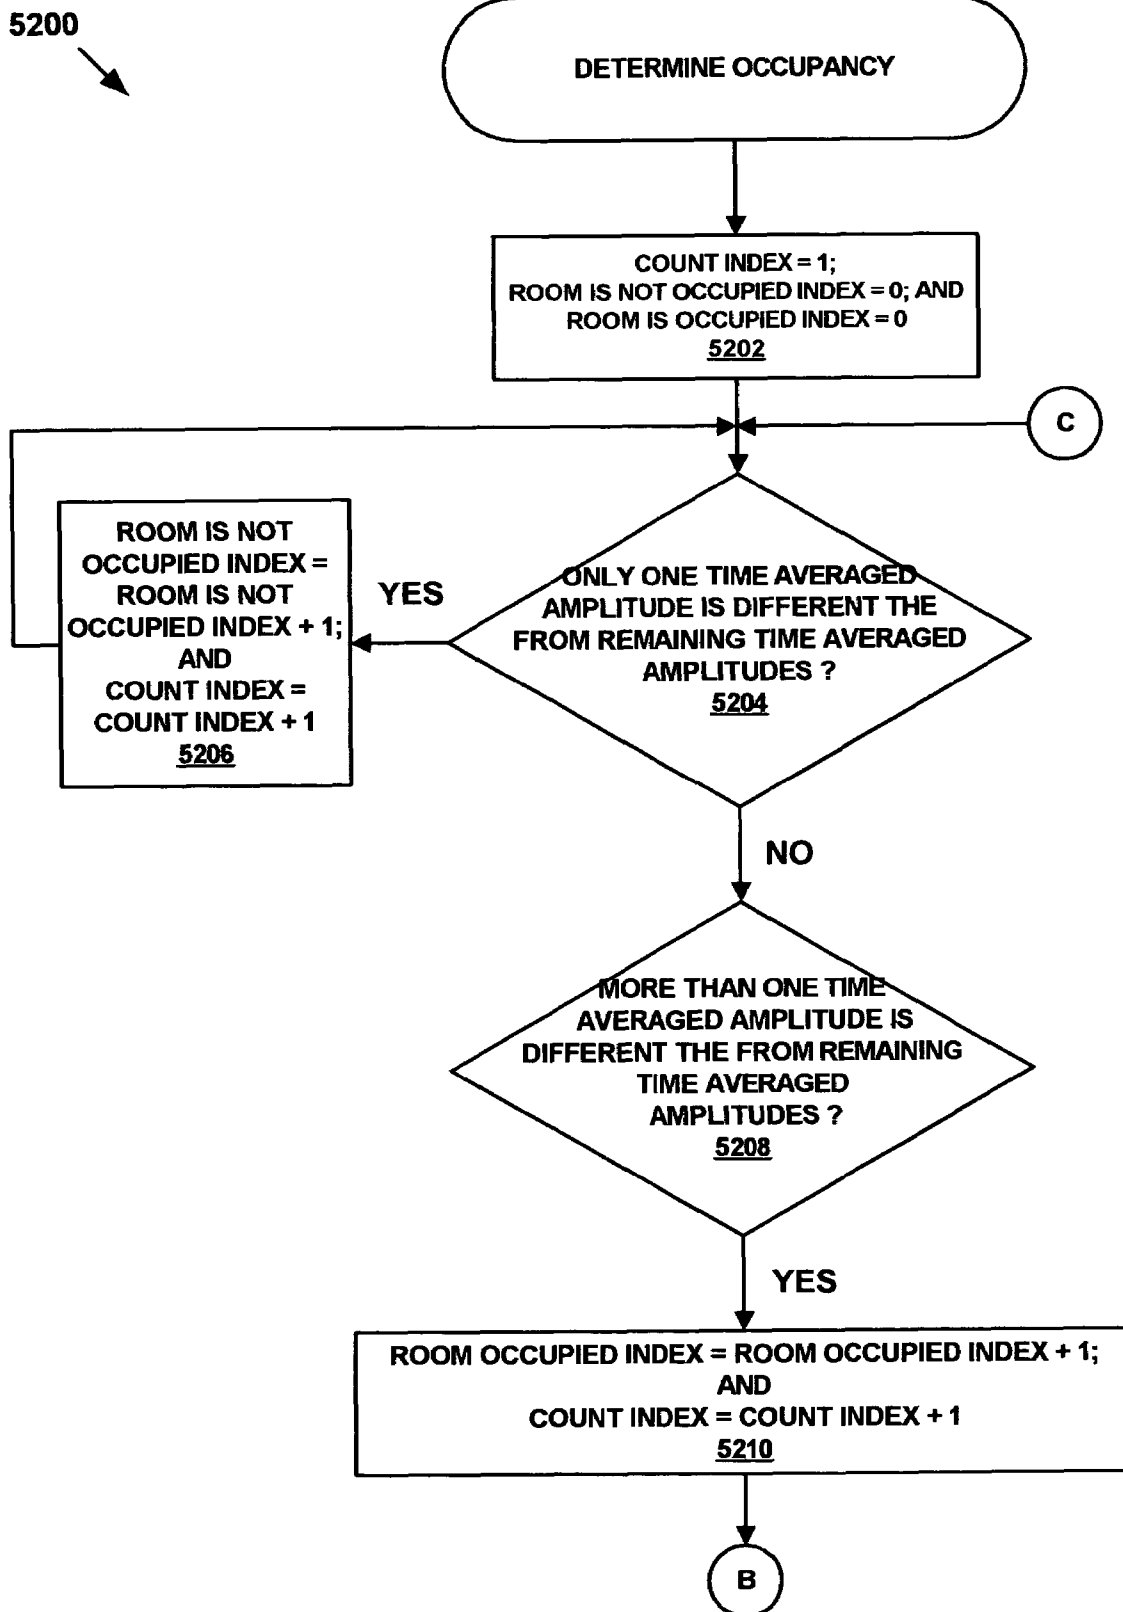 5200
DETERMINE OCCUPANCY
COUNT INDEX = 1;
ROOM IS NOT OCCUPIED INDEX = 0; AND
ROOM IS OCCUPIED INDEX = 0
5202
C
ROOM IS NOT
OCCUPIED INDEX =
ROOM IS NOT
OCCUPIED INDEX + 1;
AND
COUNT INDEX =
COUNT INDEX + 1
5206
YES
ONLY ONE TIME AVERAGED
AMPLITUDE IS DIFFERENT THE
FROM REMAINING TIME AVERAGED
AMPLITUDES ?
5204
NO
MORE THAN ONE TIME
AVERAGED AMPLITUDE IS
DIFFERENT THE FROM REMAINING
TIME AVERAGED
AMPLITUDES ?
5208
YES
ROOM OCCUPIED INDEX = ROOM OCCUPIED INDEX + 1;
AND
COUNT INDEX = COUNT INDEX + 1
5210
B